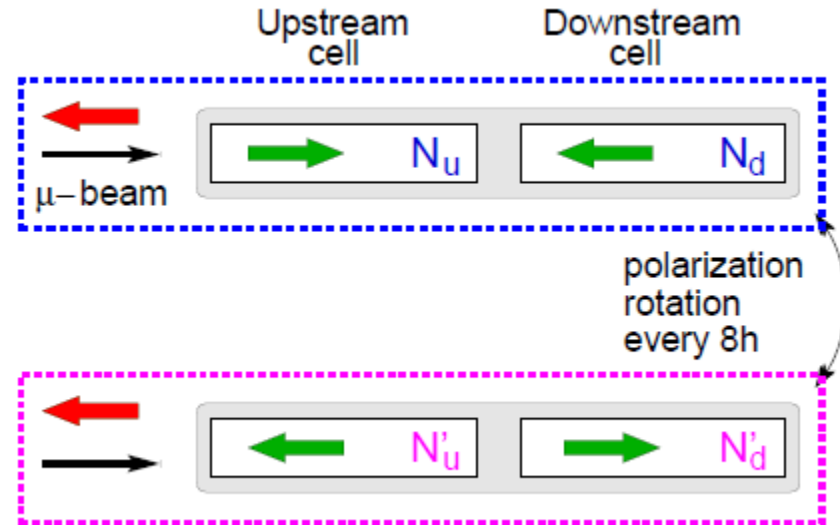 Upstream
cell
Downstream
cell
μ-beam
N_u
N_d
polarization
rotation
every 8h
N'_u
N'_d